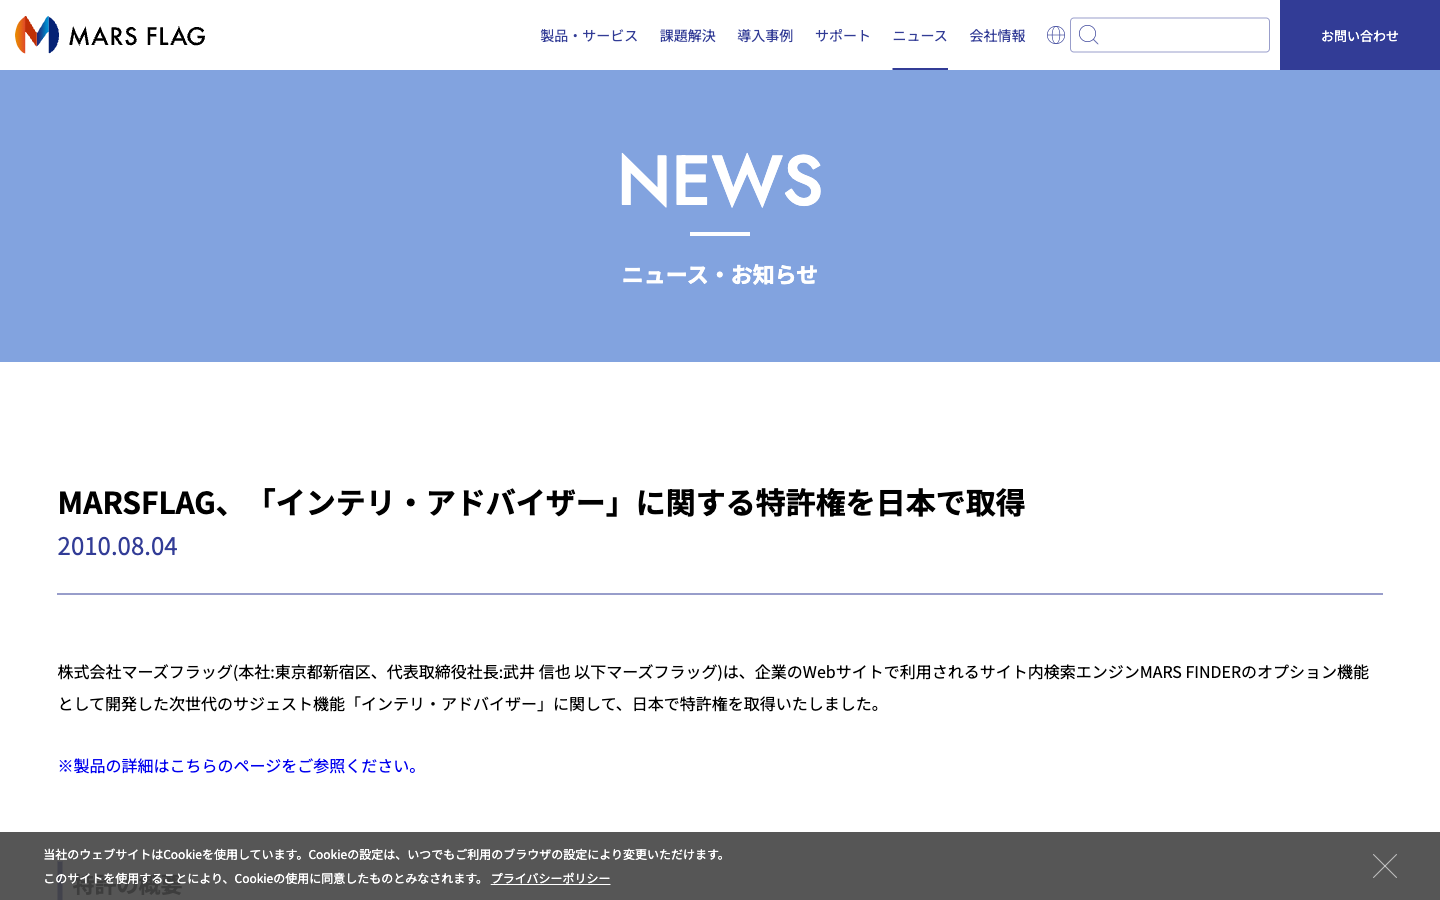 MARS FLAG
製品・サービス 課題解決 導入事例 サポート ニュース 会社情報 お問い合わせ
NEWS
ニュース・お知らせ
MARSFLAG、「インテリ・アドバイザー」に関する特許権を日本で取得
2010.08.04
株式会社マーズフラッグ(本社:東京都新宿区、代表取締役社長:武井 信也 以下マーズフラッグ)は、企業のWebサイトで利用されるサイト内検索エンジンMARS FINDERのオプション機能
として開発した次世代のサジェスト機能「インテリ・アドバイザー」に関して、日本で特許権を取得いたしました。
※製品の詳細はこちらのページをご参照ください。
当社のウェブサイトはCookieを使用しています。Cookieの設定は、いつでもご利用のブラウザの設定により変更いただけます。
このサイトを使用することにより、Cookieの使用に同意したものとみなされます。 プライバシーポリシー
特許の概要